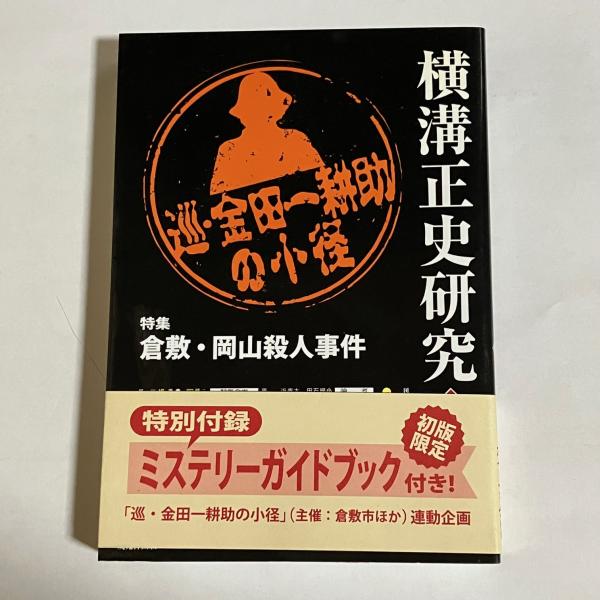 横溝正史研究
巡・金田一耕助
の小径
特集
倉敷・岡山殺人事件
特別付録
初版
限定
ミステリーガイドブック付き!
「巡・金田一耕助の小径」(主催:倉敷市ほか)連動企画